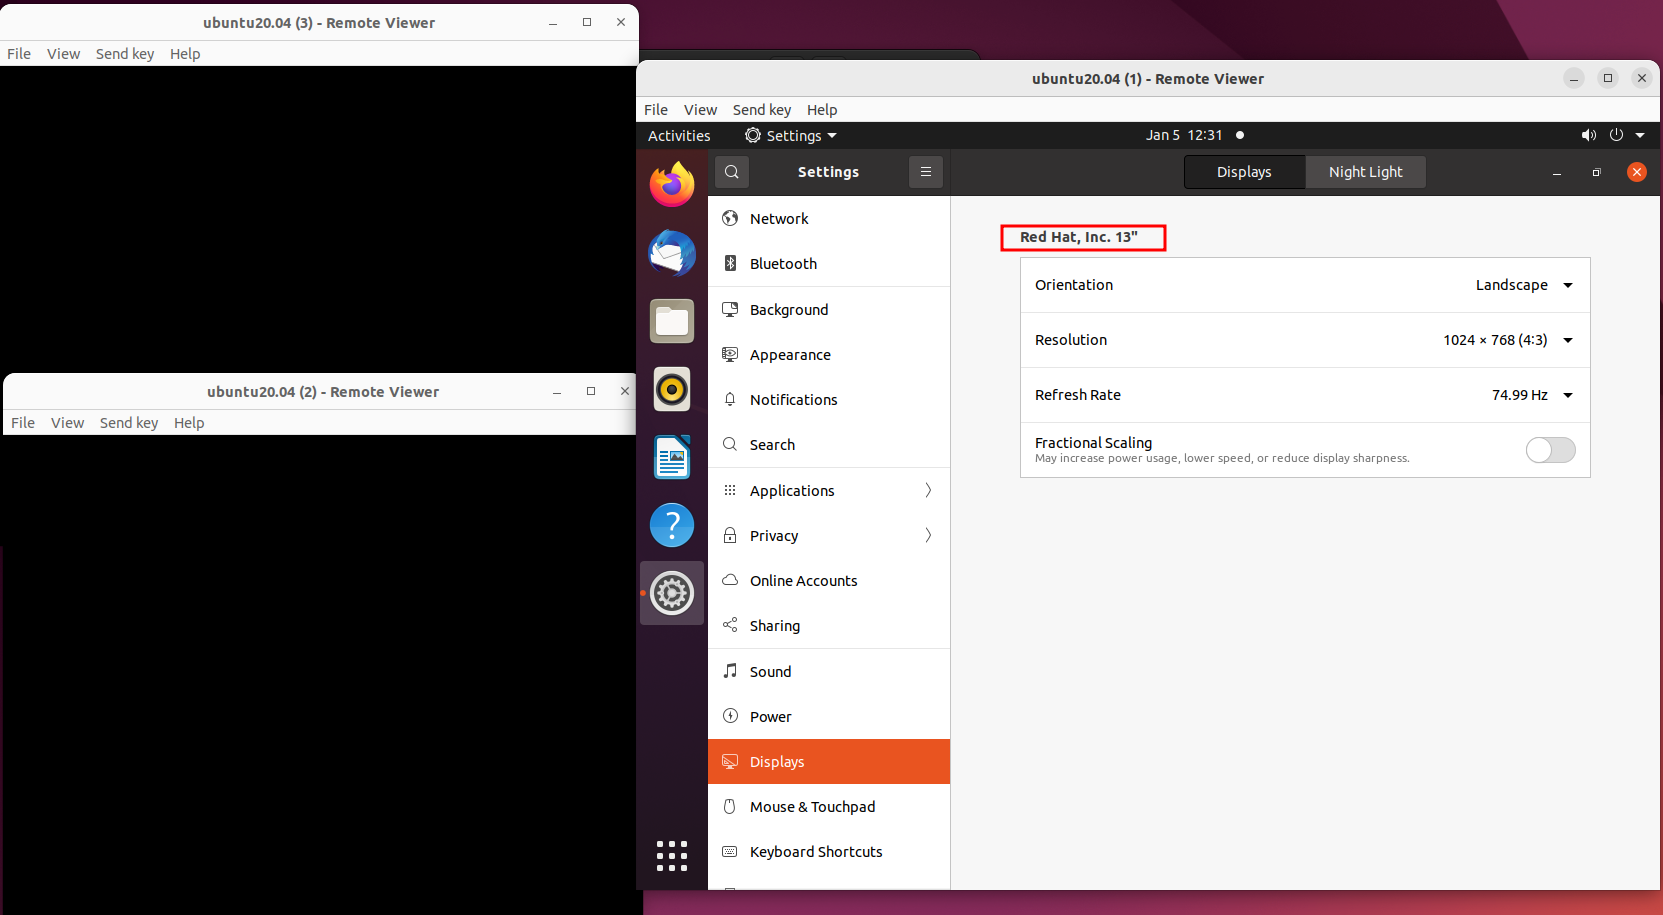 ubuntu20.04 (3) - Remote Viewer
File View Send key Help
ubuntu20.04 (2) - Remote Viewer
File View Send key Help
ubuntu20.04 (1) - Remote Viewer
File View Send key Help
Activities Settings Jan 5 12:31
Settings
Displays Night Light
Network
Bluetooth
Background
Appearance
Notifications
Search
Applications
Privacy
Online Accounts
Sharing
Sound
Power
Displays
Mouse & Touchpad
Keyboard Shortcuts
Red Hat, Inc. 13"
Orientation Landscape
Resolution 1024 × 768 (4:3)
Refresh Rate 74.99 Hz
Fractional Scaling
May increase power usage, lower speed, or reduce display sharpness.